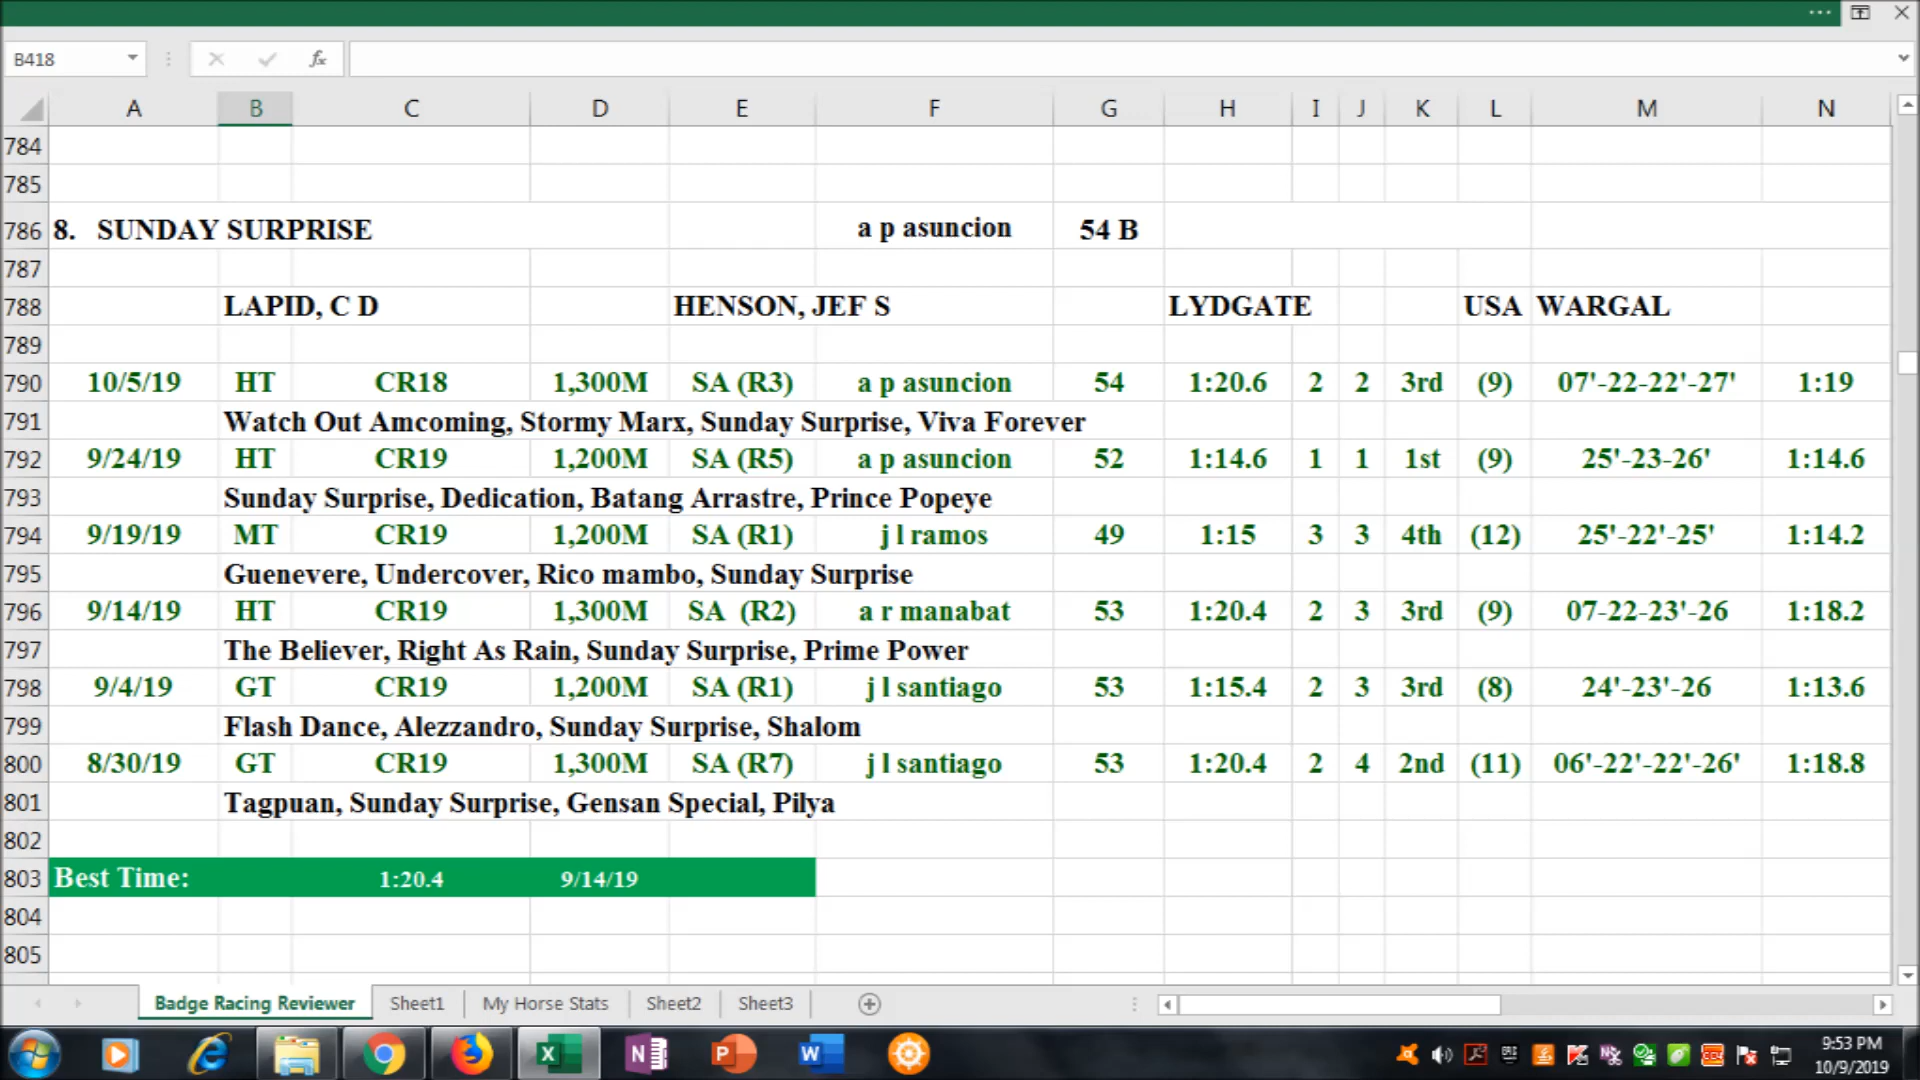 B418 fx
A B C D E F G H I J K L M N
784
785
786 8. SUNDAY SURPRISE a p asuncion 54 B
787
788 LAPID, C D HENSON, JEF S LYDGATE USA WARGAL
789
790 10/5/19 HT CR18 1,300M SA (R3) a p asuncion 54 1:20.6 2 2 3rd (9) 07'-22-22'-27' 1:19
791 Watch Out Amcoming, Stormy Marx, Sunday Surprise, Viva Forever
792 9/24/19 HT CR19 1,200M SA (R5) a p asuncion 52 1:14.6 1 1 1st (9) 25'-23-26' 1:14.6
793 Sunday Surprise, Dedication, Batang Arrastre, Prince Popeye
794 9/19/19 MT CR19 1,200M SA (R1) j l ramos 49 1:15 3 3 4th (12) 25'-22'-25' 1:14.2
795 Guenevere, Undercover, Rico mambo, Sunday Surprise
796 9/14/19 HT CR19 1,300M SA (R2) a r manabat 53 1:20.4 2 3 3rd (9) 07-22-23'-26 1:18.2
797 The Believer, Right As Rain, Sunday Surprise, Prime Power
798 9/4/19 GT CR19 1,200M SA (R1) j l santiago 53 1:15.4 2 3 3rd (8) 24'-23'-26 1:13.6
799 Flash Dance, Alezzandro, Sunday Surprise, Shalom
800 8/30/19 GT CR19 1,300M SA (R7) j l santiago 53 1:20.4 2 4 2nd (11) 06'-22'-22'-26' 1:18.8
801 Tagpuan, Sunday Surprise, Gensan Special, Pilya
802
803 Best Time: 1:20.4 9/14/19
804
805
Badge Racing Reviewer Sheet1 My Horse Stats Sheet2 Sheet3
9:53 PM
10/9/2019